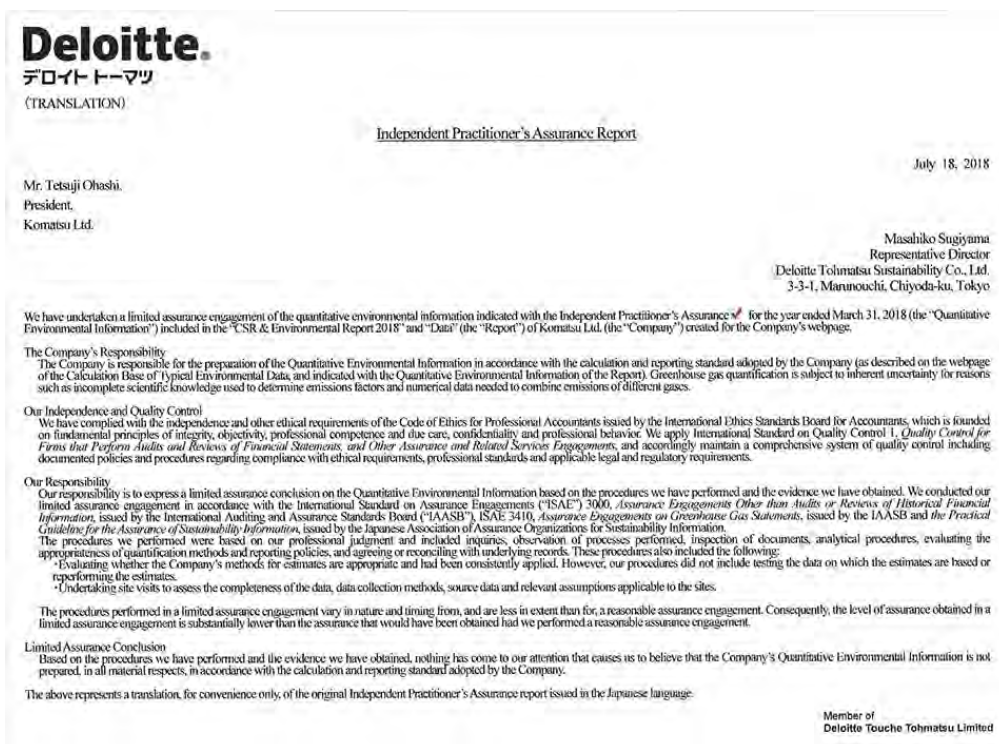 Deloitte.
デロイト トーマツ
(TRANSLATION)
Independent Practitioner's Assurance Report
July 18, 2018
Mr. Tetsuji Ohashi,
President,
Komatsu Ltd.
Masahiko Sugiyama
Representative Director
Deloitte Tohmatsu Sustainability Co., Ltd.
3-3-1, Marunouchi, Chiyoda-ku, Tokyo
We have undertaken a limited assurance engagement of the quantitative environmental information indicated with the Independent Practitioner's Assurance ✓ for the year ended March 31, 2018 (the "Quantitative
Environmental Information") included in the "CSR & Environmental Report 2018" and "Data" (the "Report") of Komatsu Ltd. (the "Company") created for the Company's webpage.
The Company's Responsibility
The Company is responsible for the preparation of the Quantitative Environmental Information in accordance with the calculation and reporting standard adopted by the Company (as described on the webpage
of the Calculation Base of Typical Environmental Data, and indicated with the Quantitative Environmental Information of the Report). Greenhouse gas quantification is subject to inherent uncertainty for reasons
such as incomplete scientific knowledge used to determine emissions factors and numerical data needed to combine emissions of different gases.
Our Independence and Quality Control
We have complied with the independence and other ethical requirements of the Code of Ethics for Professional Accountants issued by the International Ethics Standards Board for Accountants, which is founded
on fundamental principles of integrity, objectivity, professional competence and due care, confidentiality and professional behavior. We apply International Standard on Quality Control 1, Quality Control for
Firms that Perform Audits and Reviews of Financial Statements, and Other Assurance and Related Services Engagements, and accordingly maintain a comprehensive system of quality control including
documented policies and procedures regarding compliance with ethical requirements, professional standards and applicable legal and regulatory requirements.
Our Responsibility
Our responsibility is to express a limited assurance conclusion on the Quantitative Environmental Information based on the procedures we have performed and the evidence we have obtained. We conducted our
limited assurance engagement in accordance with the International Standard on Assurance Engagements ("ISAE") 3000, Assurance Engagements Other than Audits or Reviews of Historical Financial
Information, issued by the International Auditing and Assurance Standards Board ("IAASB"), ISAE 3410, Assurance Engagements on Greenhouse Gas Statements, issued by the IAASB and the Practical
Guideline for the Assurance of Sustainability Information, issued by the Japanese Association of Assurance Organizations for Sustainability Information.
The procedures we performed were based on our professional judgment and included inquiries, observation of processes performed, inspection of documents, analytical procedures, evaluating the
appropriateness of quantification methods and reporting policies, and agreeing or reconciling with underlying records. These procedures also included the following:
・Evaluating whether the Company's methods for estimates are appropriate and had been consistently applied. However, our procedures did not include testing the data on which the estimates are based or
reperforming the estimates.
・Undertaking site visits to assess the completeness of the data, data collection methods, source data and relevant assumptions applicable to the sites.
The procedures performed in a limited assurance engagement vary in nature and timing from, and are less in extent than for, a reasonable assurance engagement. Consequently, the level of assurance obtained in a
limited assurance engagement is substantially lower than the assurance that would have been obtained had we performed a reasonable assurance engagement.
Limited Assurance Conclusion
Based on the procedures we have performed and the evidence we have obtained, nothing has come to our attention that causes us to believe that the Company's Quantitative Environmental Information is not
prepared, in all material respects, in accordance with the calculation and reporting standard adopted by the Company.
The above represents a translation, for convenience only, of the original Independent Practitioner's Assurance report issued in the Japanese language.
Member of
Deloitte Touche Tohmatsu Limited